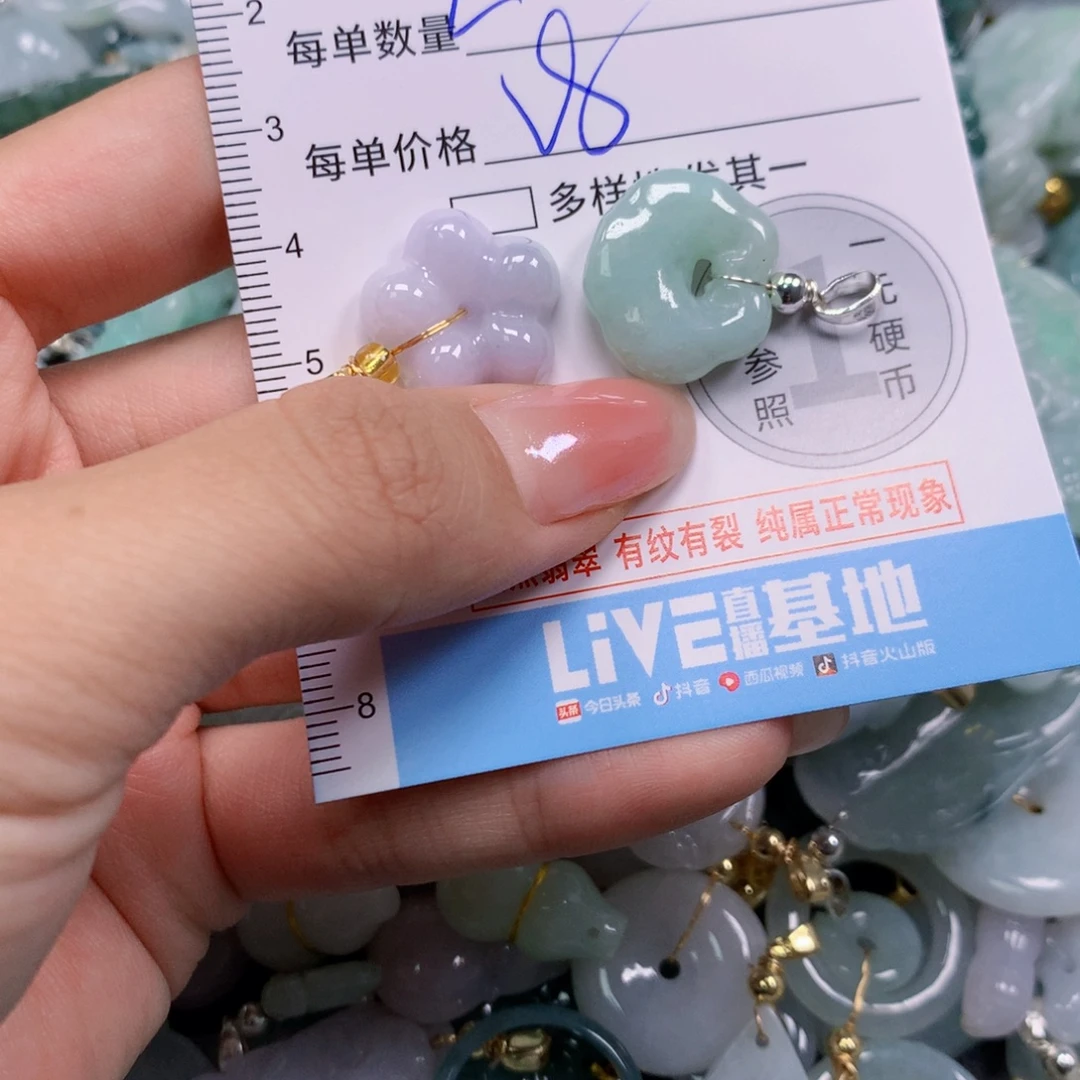 2
每单数量
3
每单价格
18
多样 发其一
4
一元硬币
参照
5
翡翠 有纹有裂 纯属正常现象
LiVE直播基地
今日头条 抖音 西瓜视频 抖音火山版
8